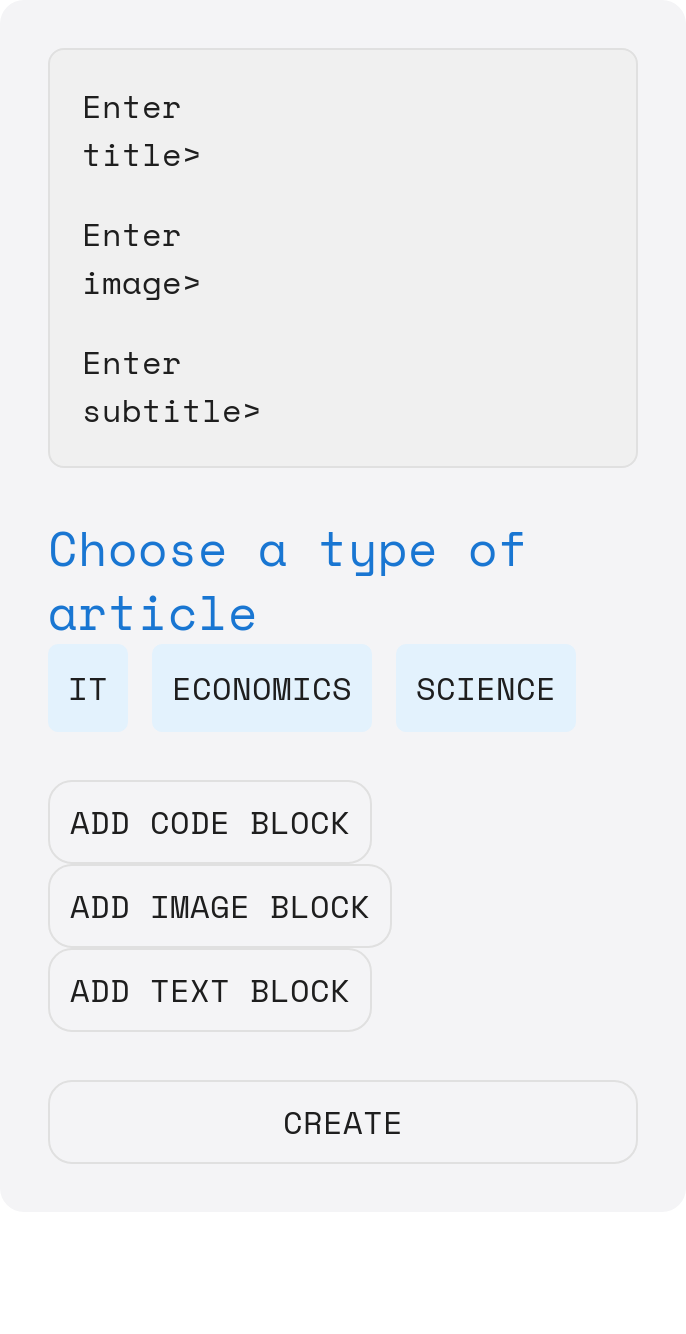 Enter
title>
Enter
image>
Enter
subtitle>
Choose a type of
article
IT ECONOMICS SCIENCE
ADD CODE BLOCK
ADD IMAGE BLOCK
ADD TEXT BLOCK
CREATE